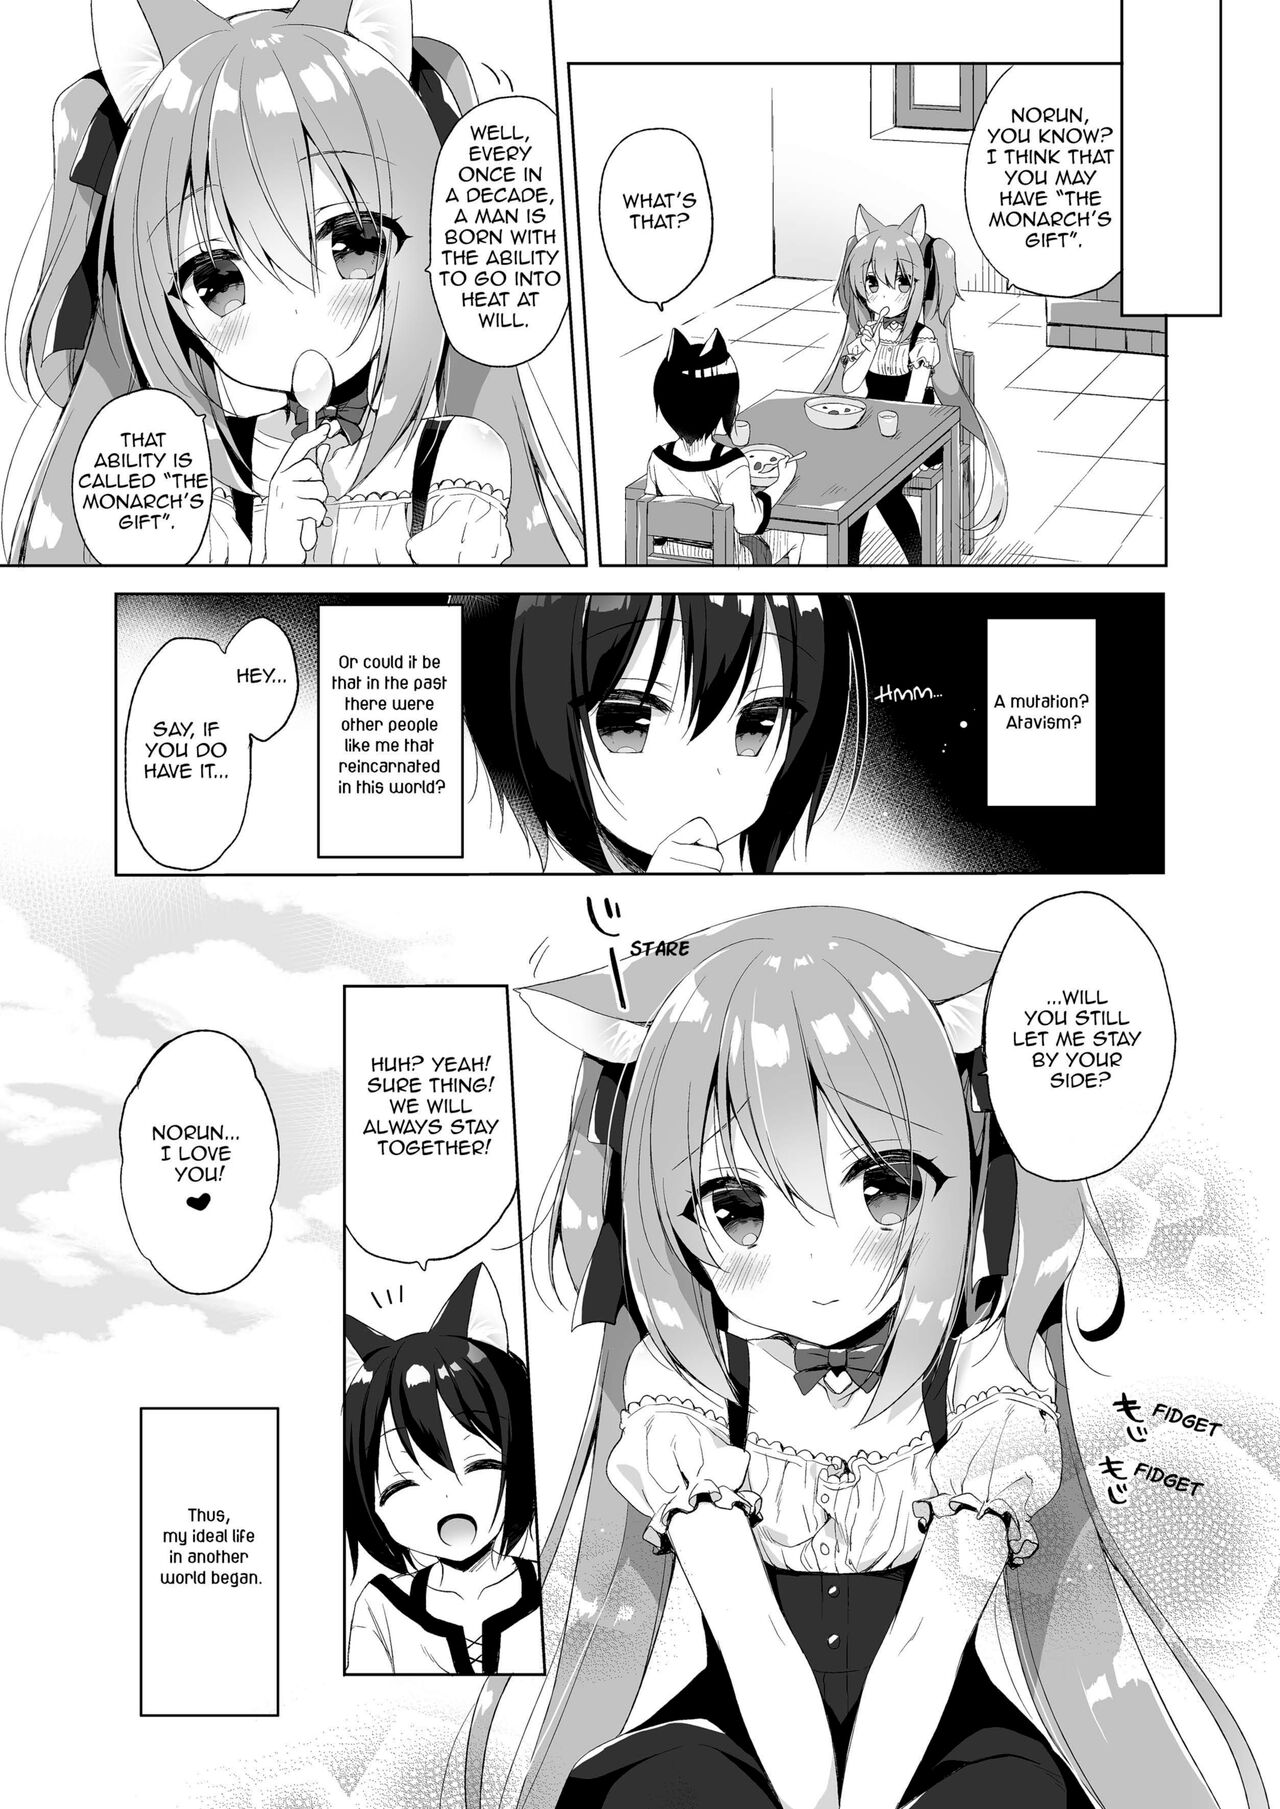 NORUN,
YOU KNOW?
I THINK THAT
YOU MAY
HAVE "THE
MONARCH'S
GIFT".
WHAT'S
THAT?
WELL,
EVERY
ONCE IN
A DECADE,
A MAN IS
BORN WITH
THE ABILITY
TO GO INTO
HEAT AT
WILL.
THAT
ABILITY IS
CALLED "THE
MONARCH'S
GIFT".
A mutation?
Atavism?
HMM...
Or could it be
that in the past
there were
other people
like me that
reincarnated
in this world?
HEY...
SAY, IF
YOU DO
HAVE IT...
...WILL
YOU STILL
LET ME STAY
BY YOUR
SIDE?
じー
STARE
もじ
FIDGET
もじ
FIDGET
HUH? YEAH!
SURE THING!
WE WILL
ALWAYS STAY
TOGETHER!
NORUN...
I LOVE
YOU!
♥
Thus,
my ideal life
in another
world began.